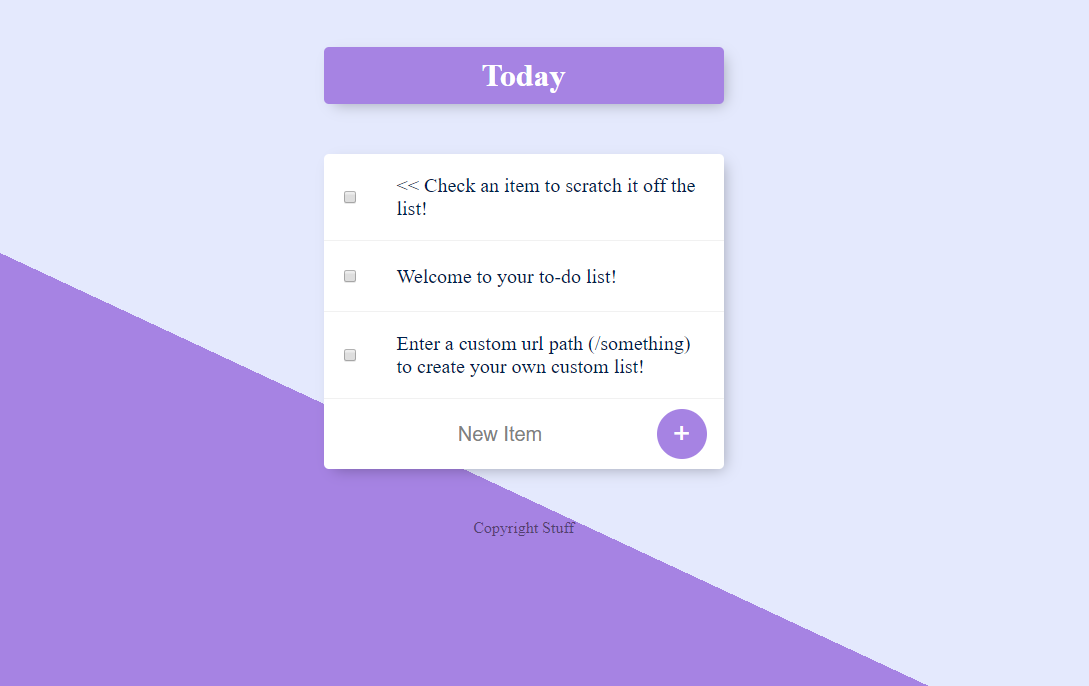 Today
<< Check an item to scratch it off the
list!
Welcome to your to-do list!
Enter a custom url path (/something)
to create your own custom list!
New Item
+
Copyright Stuff